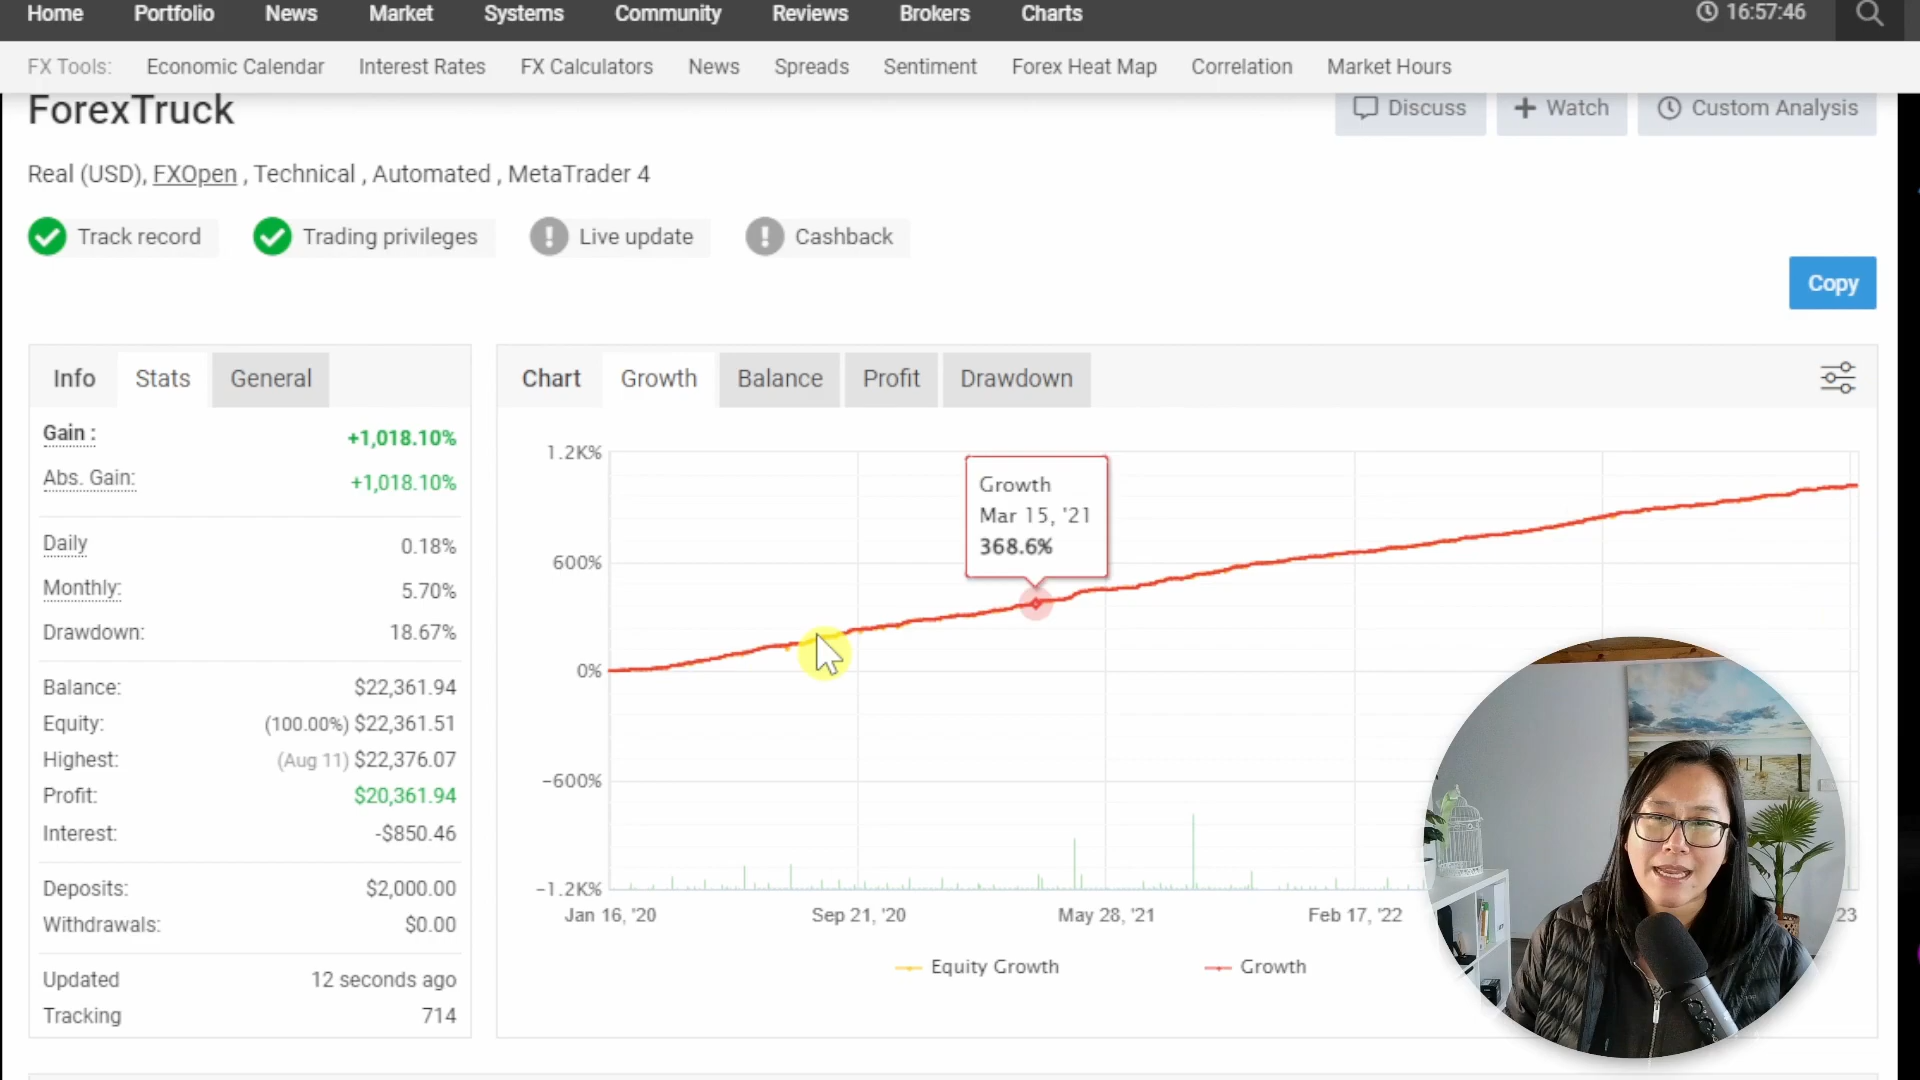 Home Portfolio News Market Systems Community Reviews Brokers Charts 16:57:46
FX Tools: Economic Calendar Interest Rates FX Calculators News Spreads Sentiment Forex Heat Map Correlation Market Hours
ForexTruck
Discuss Watch Custom Analysis
Real (USD), FXOpen , Technical , Automated , MetaTrader 4
Track record Trading privileges Live update Cashback
Copy
Info Stats General
Gain : +1,018.10%
Abs. Gain: +1,018.10%
Daily 0.18%
Monthly: 5.70%
Drawdown: 18.67%
Balance: $22,361.94
Equity: (100.00%) $22,361.51
Highest: (Aug 11) $22,376.07
Profit: $20,361.94
Interest: -$850.46
Deposits: $2,000.00
Withdrawals: $0.00
Updated 12 seconds ago
Tracking 714
Chart Growth Balance Profit Drawdown
1.2K%
600%
0%
-600%
-1.2K%
Growth
Mar 15, '21
368.6%
Jan 16, '20 Sep 21, '20 May 28, '21 Feb 17, '22 23
Equity Growth Growth